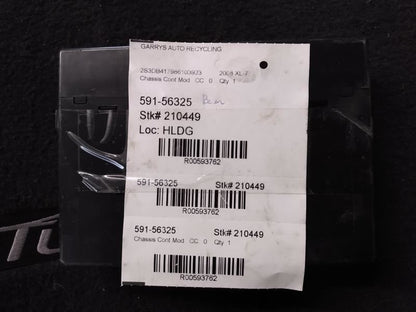 GARRYS AUTO RECYCLING
2008 XL-7
Chassis Cont Mod CC 0 Qty 1
591-56325
Stk# 210449
Loc: HLDG
R00593762
591-56325 Stk# 210449
R00593762
591-56325 Stk# 210449
Chassis Cont Mod CC 0 Qty 1
R00593762